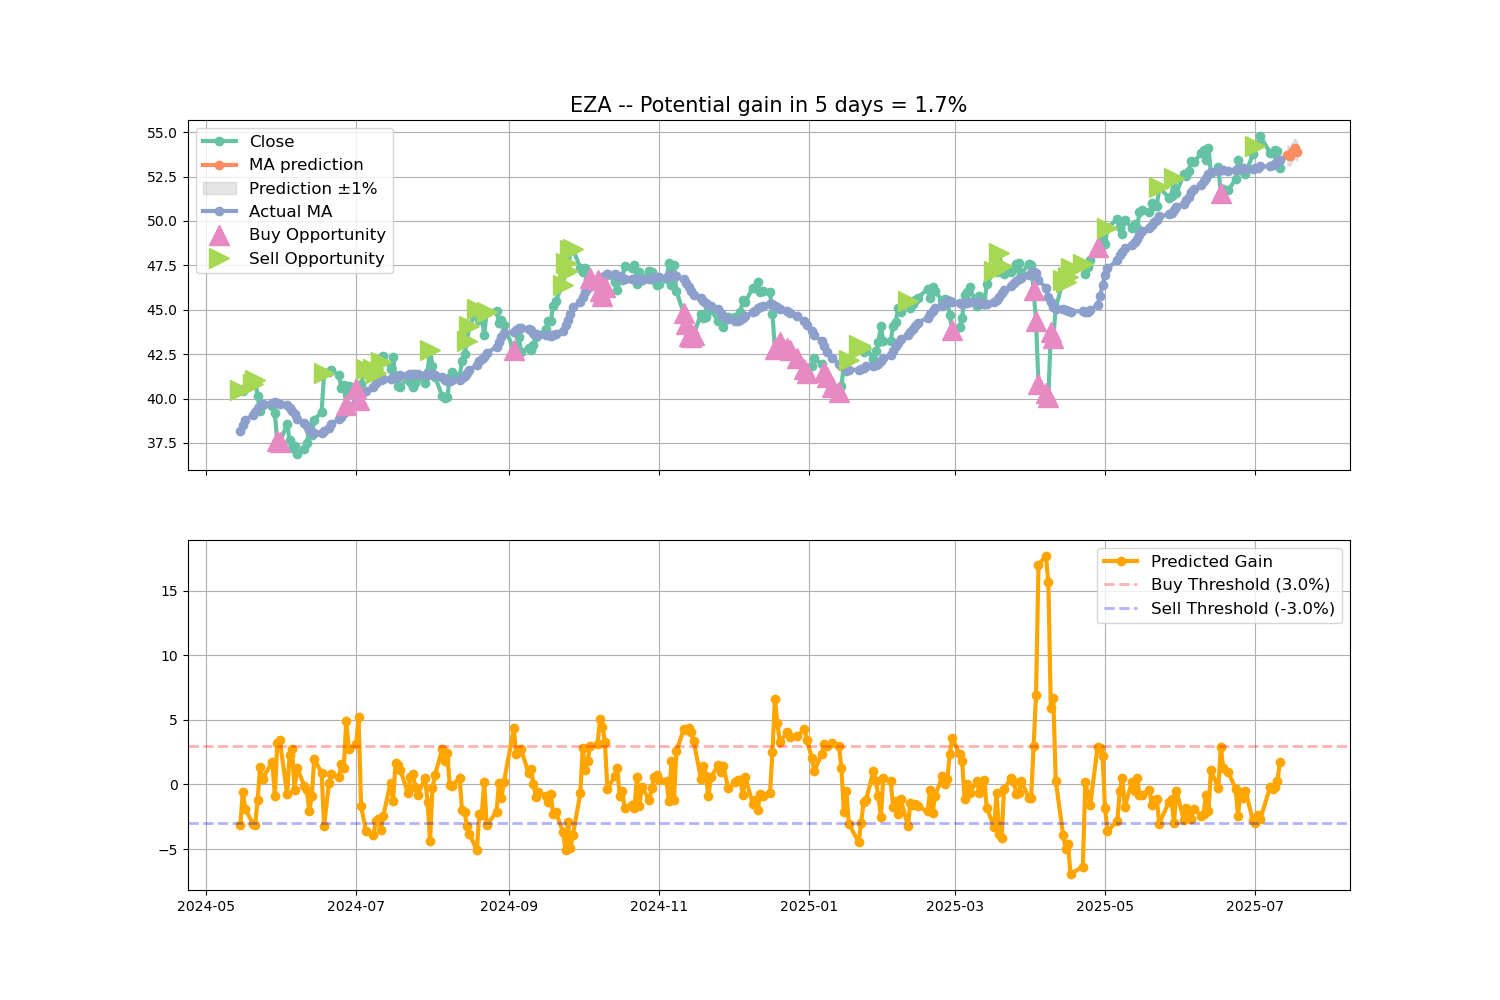 EZA -- Potential gain in 5 days = 1.7%
55.0
52.5
50.0
47.5
45.0
42.5
40.0
37.5
Close
MA prediction
Prediction ±1%
Actual MA
Buy Opportunity
Sell Opportunity
15
10
5
0
−5
Predicted Gain
Buy Threshold (3.0%)
Sell Threshold (-3.0%)
2024-05
2024-07
2024-09
2024-11
2025-01
2025-03
2025-05
2025-07